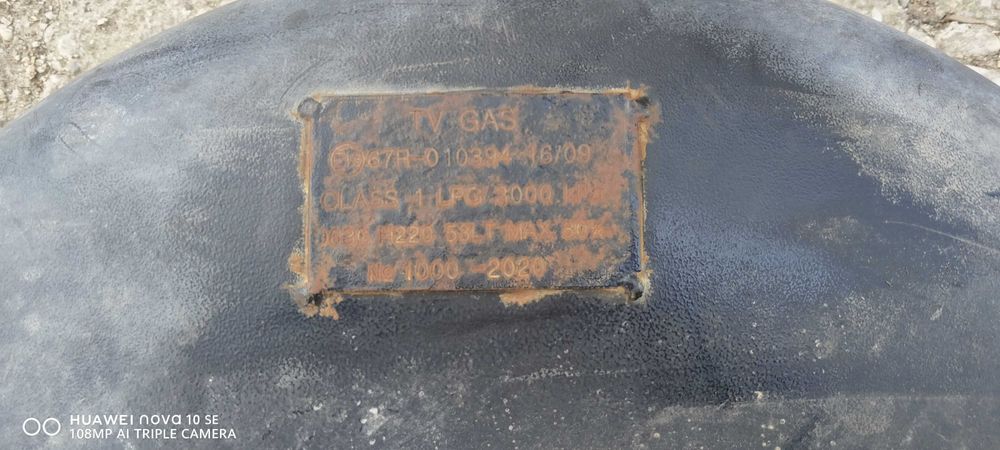 TV GAS
67R-010394 16/09
CLASS 1 LPG 3000
H220 53LT MAX 80%
No 1000 -2020
HUAWEI nova 10 SE
108MP AI TRIPLE CAMERA